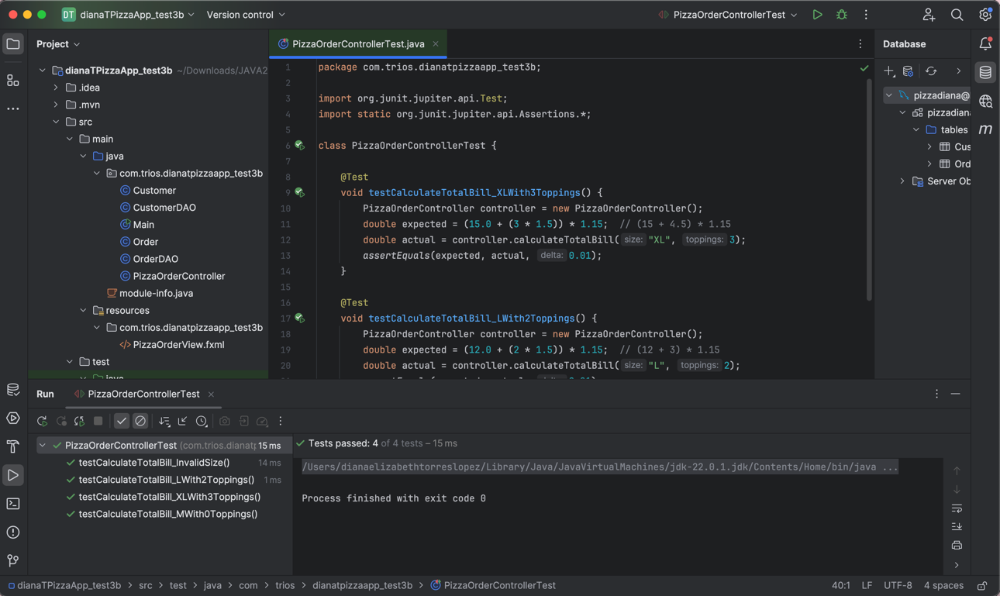 DT dianaTPizzaApp_test3b Version control PizzaOrderControllerTest
Project
dianaTPizzaApp_test3b ~/Downloads/JAVA2
.idea
.mvn
src
main
java
com.trios.dianatpizzaapp_test3b
Customer
CustomerDAO
Main
Order
OrderDAO
PizzaOrderController
module-info.java
resources
com.trios.dianatpizzaapp_test3b
PizzaOrderView.fxml
test
java
PizzaOrderControllerTest.java
1 package com.trios.dianatpizzaapp_test3b;
2
3 import org.junit.jupiter.api.Test;
4 import static org.junit.jupiter.api.Assertions.*;
5
6 class PizzaOrderControllerTest {
7
8 @Test
9 void testCalculateTotalBill_XLWith3Toppings() {
10 PizzaOrderController controller = new PizzaOrderController();
11 double expected = (15.0 + (3 * 1.5)) * 1.15; // (15 + 4.5) * 1.15
12 double actual = controller.calculateTotalBill( size: "XL", toppings: 3);
13 assertEquals(expected, actual, delta: 0.01);
14 }
15
16 @Test
17 void testCalculateTotalBill_LWith2Toppings() {
18 PizzaOrderController controller = new PizzaOrderController();
19 double expected = (12.0 + (2 * 1.5)) * 1.15; // (12 + 3) * 1.15
20 double actual = controller.calculateTotalBill( size: "L", toppings: 2);
Database
pizzadiana@
pizzadiana
tables
Cus
Ord
Server Ob
m
Run PizzaOrderControllerTest
PizzaOrderControllerTest (com.trios.dianatp 15 ms
testCalculateTotalBill_InvalidSize() 14 ms
testCalculateTotalBill_LWith2Toppings() 1 ms
testCalculateTotalBill_XLWith3Toppings()
testCalculateTotalBill_MWith0Toppings()
Tests passed: 4 of 4 tests – 15 ms
/Users/dianaelizabethtorreslopez/Library/Java/JavaVirtualMachines/jdk-22.0.1.jdk/Contents/Home/bin/java ...
Process finished with exit code 0
dianaTPizzaApp_test3b > src > test > java > com > trios > dianatpizzaapp_test3b > PizzaOrderControllerTest 40:1 LF UTF-8 4 spaces